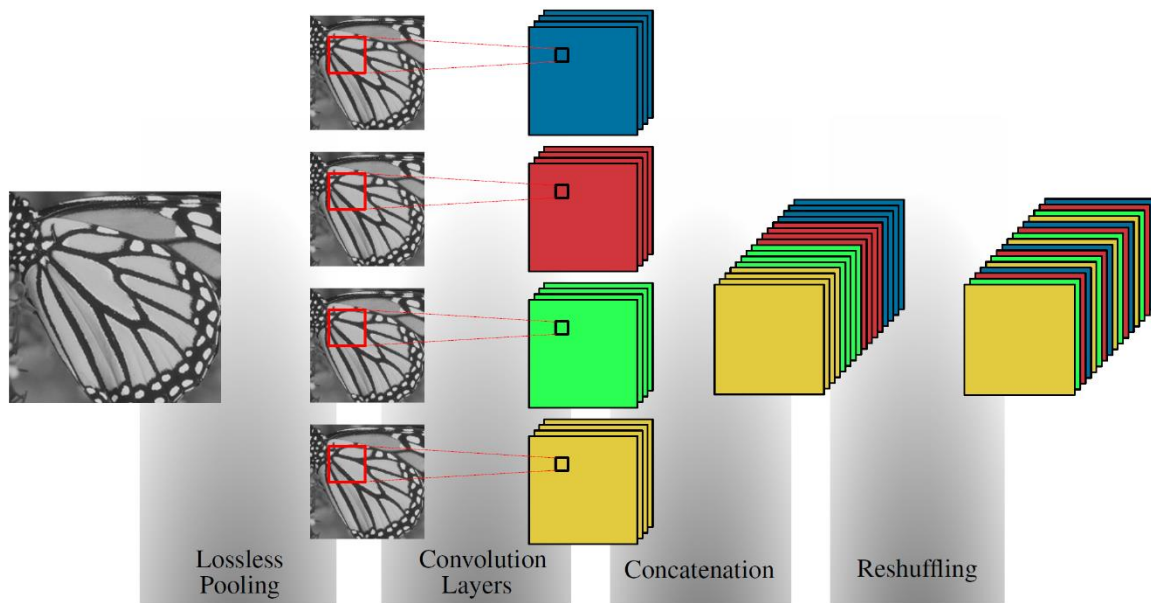 Lossless
Pooling
Convolution
Layers
Concatenation
Reshuffling